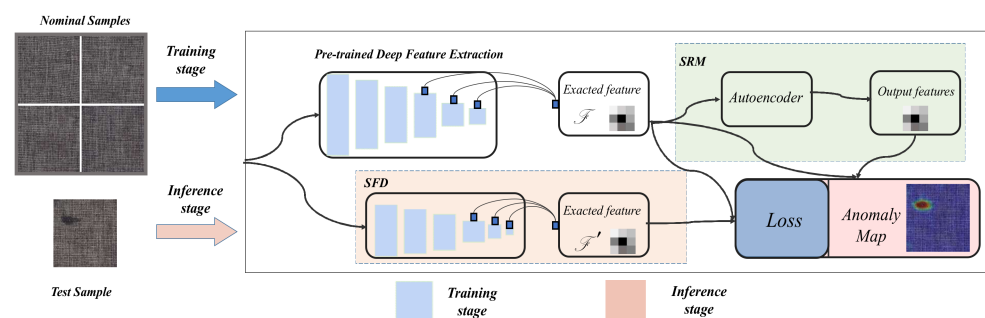 Nominal Samples
Training
stage
Inference
stage
Test Sample
Pre-trained Deep Feature Extraction
Exacted feature
ℱ
SRM
Autoencoder
Output features
SFD
Exacted feature
ℱ′
Loss
Anomaly
Map
Training
stage
Inference
stage